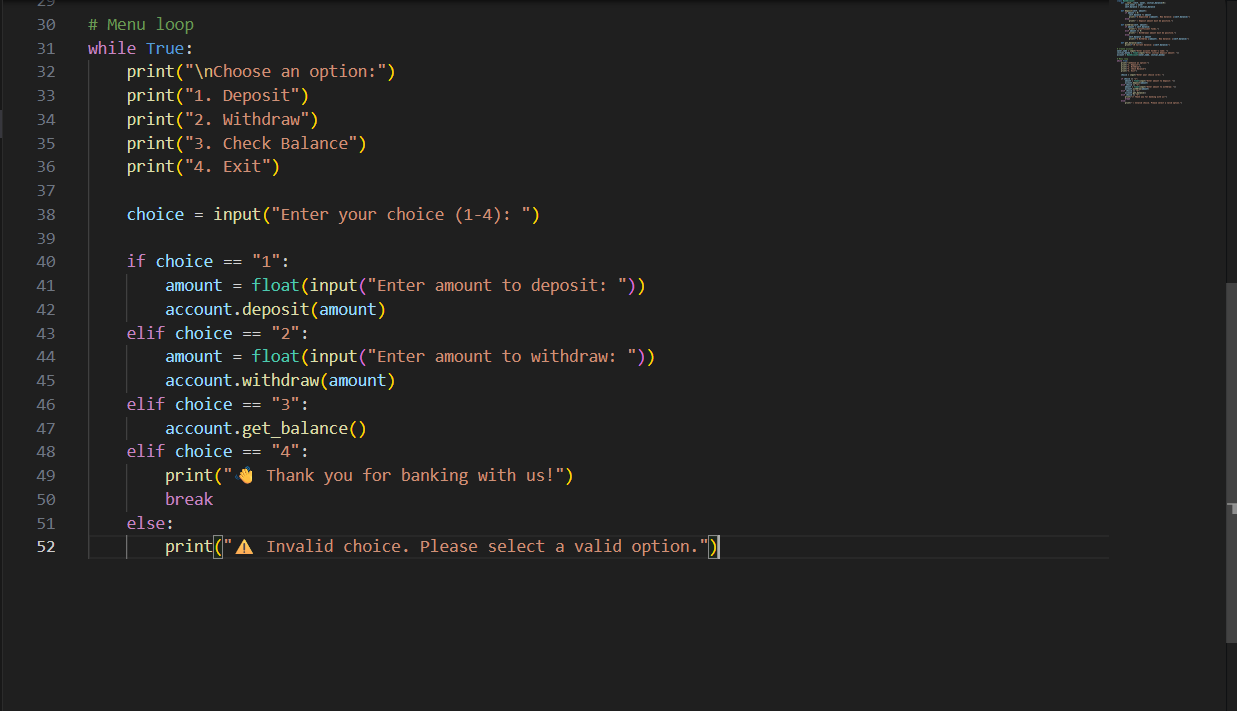 29
30 # Menu loop
31 while True:
32     print("\nChoose an option:")
33     print("1. Deposit")
34     print("2. Withdraw")
35     print("3. Check Balance")
36     print("4. Exit")
37
38     choice = input("Enter your choice (1-4): ")
39
40     if choice == "1":
41         amount = float(input("Enter amount to deposit: "))
42         account.deposit(amount)
43     elif choice == "2":
44         amount = float(input("Enter amount to withdraw: "))
45         account.withdraw(amount)
46     elif choice == "3":
47         account.get_balance()
48     elif choice == "4":
49         print("👋 Thank you for banking with us!")
50         break
51     else:
52         print("⚠️ Invalid choice. Please select a valid option.")